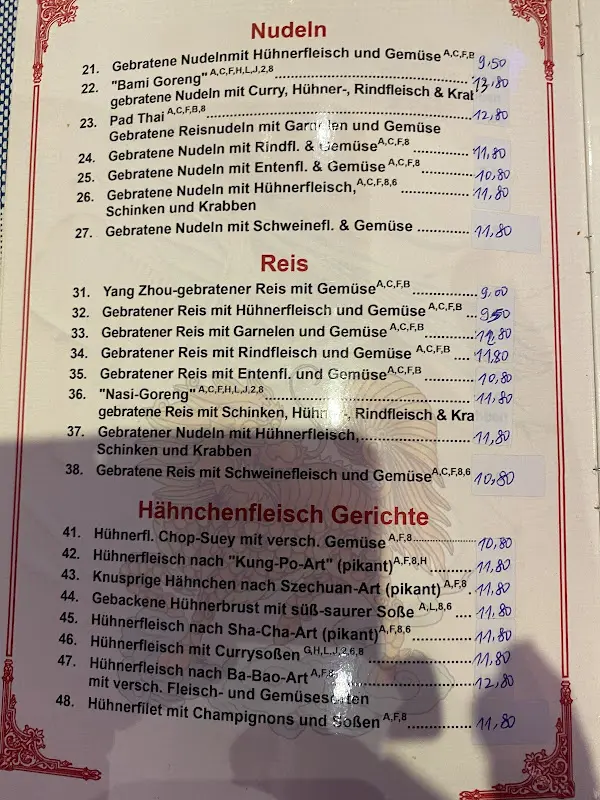 Nudeln
21. Gebratene Nudelnmit Hühnerfleisch und Gemüse A,C,F,B 9,50
22. "Bami Goreng" A,C,F,H,L,J,2,8 ........ 13,80
gebratene Nudeln mit Curry, Hühner-, Rindfleisch & Krab
23. Pad Thai A,C,F,B,8 ........ 12,80
Gebratene Reisnudeln mit Garnelen und Gemüse
24. Gebratene Nudeln mit Rindfl. & Gemüse A,C,F,8 ........ 11,80
25. Gebratene Nudeln mit Entenfl. & Gemüse A,C,F,8 ........ 10,80
26. Gebratene Nudeln mit Hühnerfleisch, A,C,F,8,6 ........ 11,80
Schinken und Krabben
27. Gebratene Nudeln mit Schweinefl. & Gemüse ........ 11,80
Reis
31. Yang Zhou-gebratener Reis mit Gemüse A,C,F,B ........ 9,00
32. Gebratener Reis mit Hühnerfleisch und Gemüse A,C,F,B ... 9,50
33. Gebratener Reis mit Garnelen und Gemüse A,C,F,B ........ 12,80
34. Gebratener Reis mit Rindfleisch und Gemüse A,C,F,B .... 11,80
35. Gebratener Reis mit Entenfl. und Gemüse A,C,F,B ........ 10,80
36. "Nasi-Goreng" A,C,F,H,L,J,2,8 ........ 11,80
gebratene Reis mit Schinken, Hühn -, Rindfleisch & Kra
37. Gebratener Nudeln mit Hühnerfleisch, ........ 11,80
Schinken und Krabben
38. Gebratene Reis mit Schweinefleisch und Gemüse A,C,F,8,6 10,80
Hähnchenfleisch Gerichte
41. Hühnerfl. Chop-Suey mit versch. Gemüse A,F,8 ........ 10,80
42. Hühnerfleisch nach "Kung-Po-Art" (pikant) A,F,8,H ........ 11,80
43. Knusprige Hähnchen nach Szechuan-Art (pikant) A,F,8 . 11,80
44. Gebackene Hühnerbrust mit süß-saurer Soße A,L,8,6 .... 11,80
45. Hühnerfleisch nach Sha-Cha-Art (pikant) A,F,8,6 ........ 11,80
46. Hühnerfleisch mit Currysoßen G,H,L,J,2,6,8 ........ 11,80
47. Hühnerfleisch nach Ba-Bao-Art A,F,8 ........ 12,80
mit versch. Fleisch- und Gemüsesorten
48. Hühnerfilet mit Champignons und Soßen A,F,8 ........ 11,80